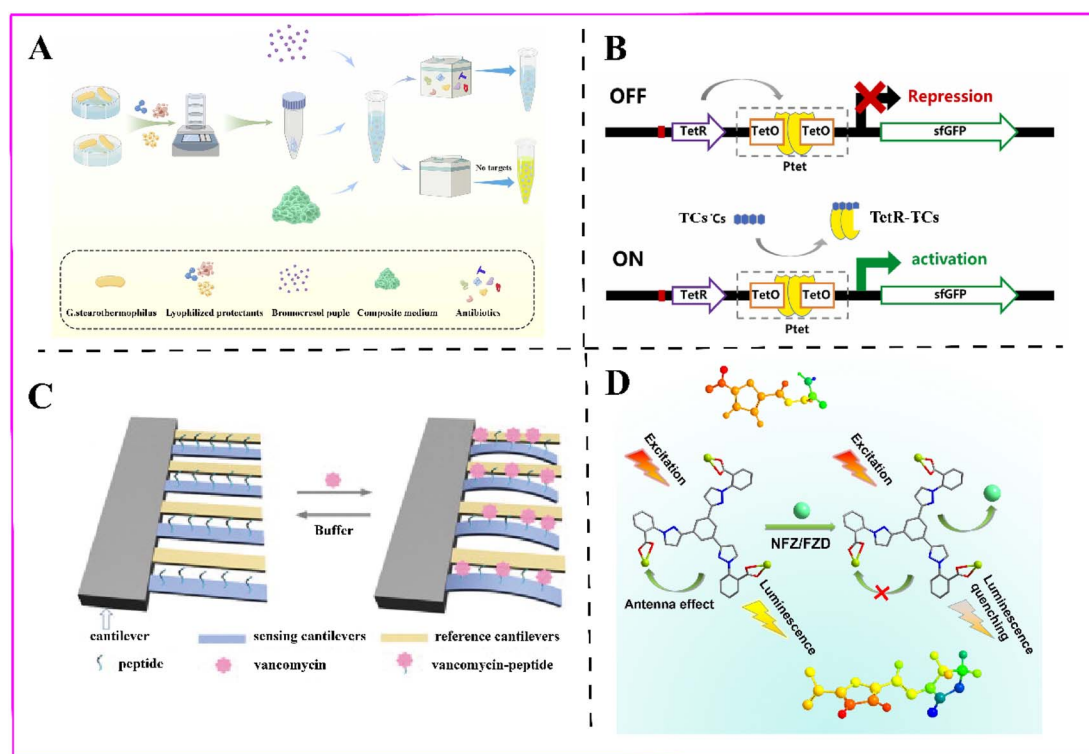 A
No targets
G.stearothermophilus
Lyophilized protectants
Bromocresol puple
Composite medium
Antibiotics
B
OFF
TetR
TetO
TetO
Ptet
Repression
sfGFP
TCs
Cs
TetR-TCs
ON
TetR
TetO
TetO
Ptet
activation
sfGFP
C
Buffer
cantilever
sensing cantilevers
reference cantilevers
peptide
vancomycin
vancomycin-peptide
D
Excitation
Excitation
NFZ/FZD
Antenna effect
Luminescence
Luminescence
quenching